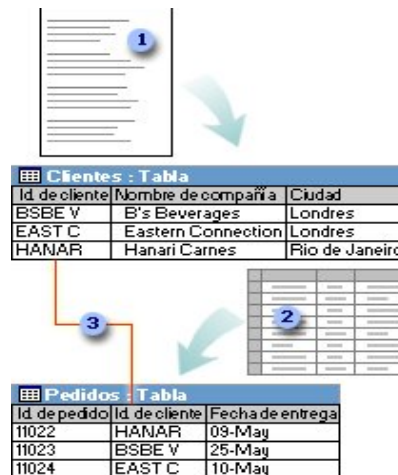 1
Clientes : Tabla
Id. de cliente Nombre de compañía Ciudad
BSBEV B's Beverages Londres
EASTC Eastern Connection Londres
HANAR Hanari Carnes Rio de Janeiro
2
3
Pedidos : Tabla
Id. de pedido Id. de cliente Fecha de entrega
11022 HANAR 09-May
11023 BSBEV 25-May
11024 EASTC 10-May